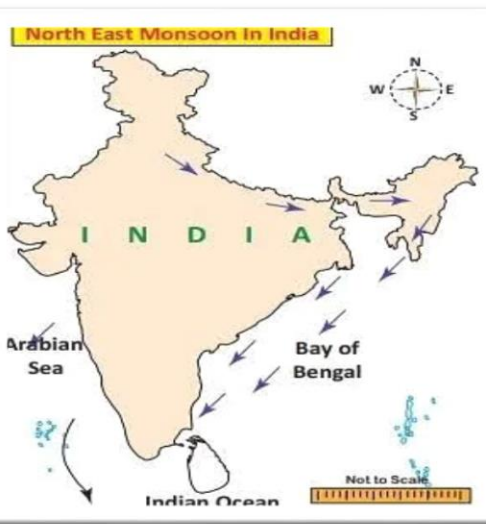 North East Monsoon In India
N
W E
S
I N D I A
Arabian
Sea
Bay of
Bengal
Not to Scale
Indian Ocean